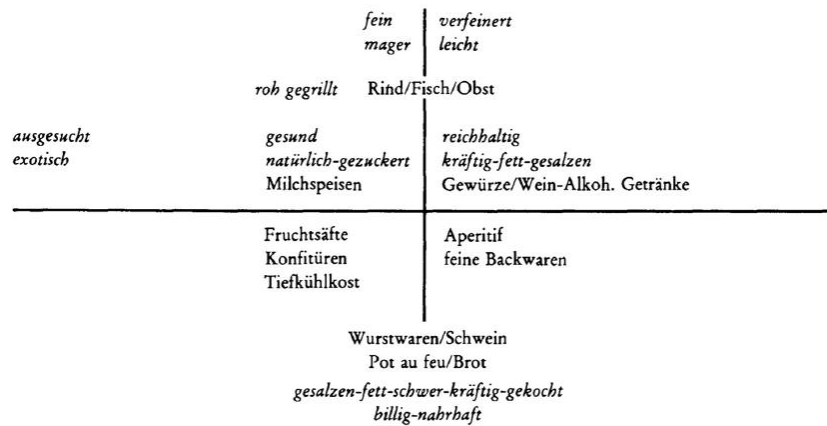 fein verfeinert
mager leicht
roh gegrillt Rind/Fisch/Obst
ausgesucht gesund reichhaltig
exotisch natürlich-gezuckert kräftig-fett-gesalzen
Milchspeisen Gewürze/Wein-Alkoh. Getränke
Fruchtsäfte Aperitif
Konfitüren feine Backwaren
Tiefkühlkost
Wurstwaren/Schwein
Pot au feu/Brot
gesalzen-fett-schwer-kräftig-gekocht
billig-nahrhaft